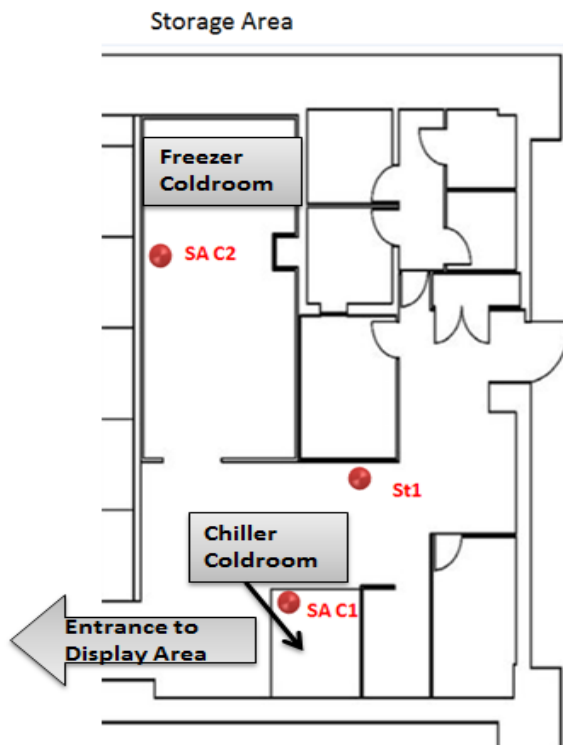 Storage Area
Freezer
Coldroom
SA C2
St1
Chiller
Coldroom
SA C1
Entrance to
Display Area